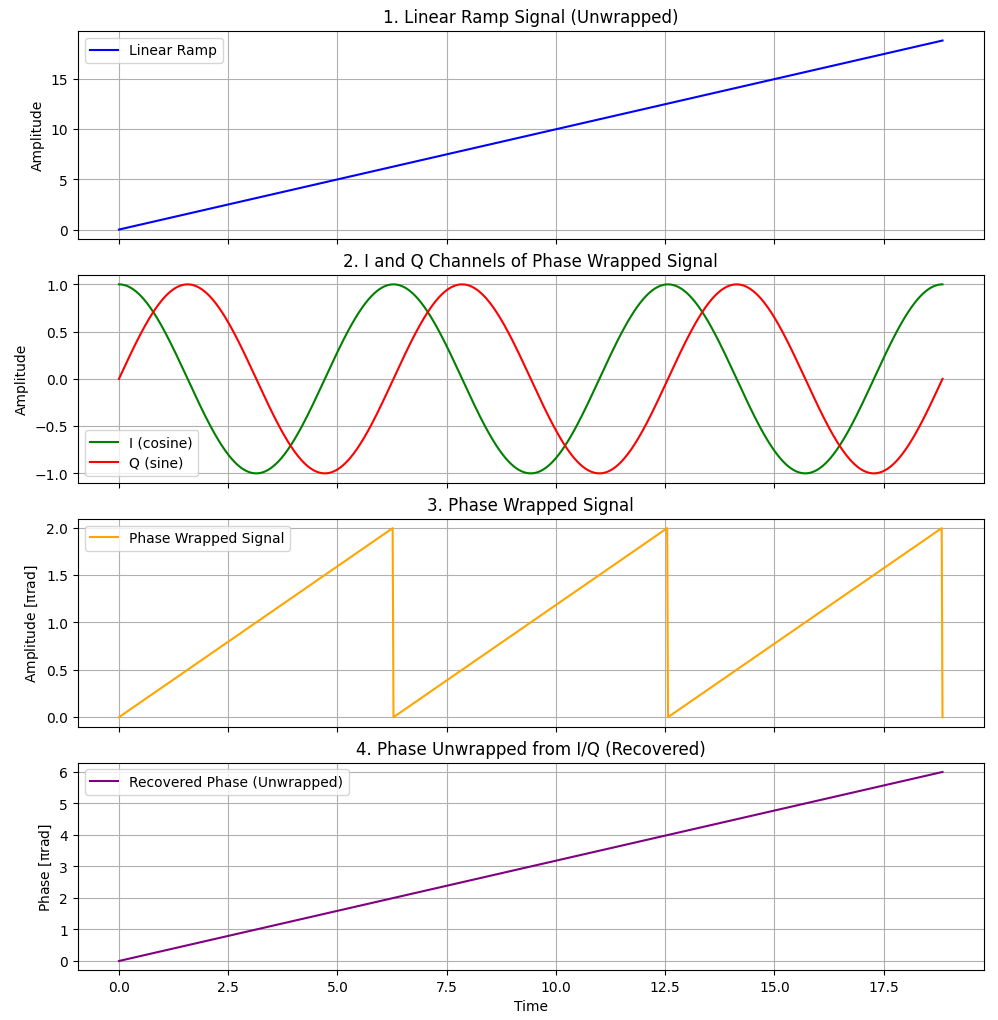 1. Linear Ramp Signal (Unwrapped)
Linear Ramp
Amplitude
15
10
5
0
2. I and Q Channels of Phase Wrapped Signal
1.0
0.5
0.0
−0.5
−1.0
Amplitude
I (cosine)
Q (sine)
3. Phase Wrapped Signal
Phase Wrapped Signal
2.0
1.5
1.0
0.5
0.0
Amplitude [πrad]
4. Phase Unwrapped from I/Q (Recovered)
Recovered Phase (Unwrapped)
6
5
4
3
2
1
0
Phase [πrad]
0.0 2.5 5.0 7.5 10.0 12.5 15.0 17.5
Time